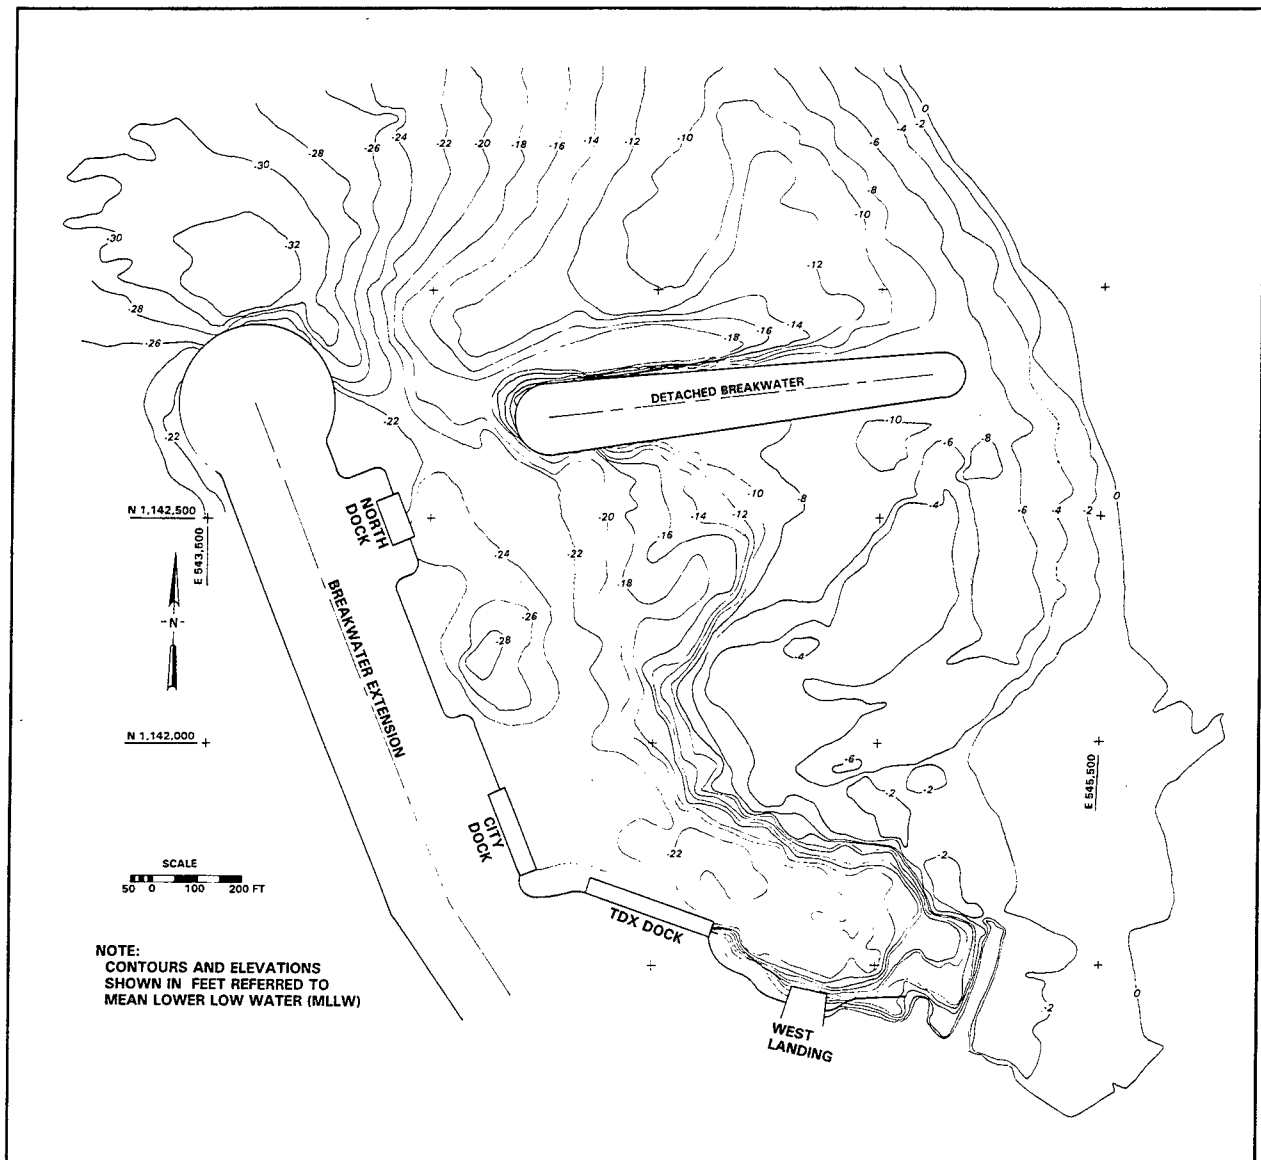 0
-2
-4
-6
-8
-10
-10
-12
-14
-16
-18
-20
-22
-24
-26
-28
-30
-30
-32
-28
-26
-22
-12
-14
-16
-18
DETACHED BREAKWATER
-22
-10
-6
-8
-10
-8
-12
-14
-16
-18
-20
-22
-24
-26
-28
-4
-6
-4
-2
0
NORTH
DOCK
N 1,142,500
E 543,500
-N-
BREAKWATER EXTENSION
-4
N 1,142,000
-6
-2
-2
E 545,500
CITY
DOCK
-22
-2
SCALE
50 0 100 200 FT
TDX DOCK
NOTE:
CONTOURS AND ELEVATIONS
SHOWN IN FEET REFERRED TO
MEAN LOWER LOW WATER (MLLW)
-2
0
WEST
LANDING